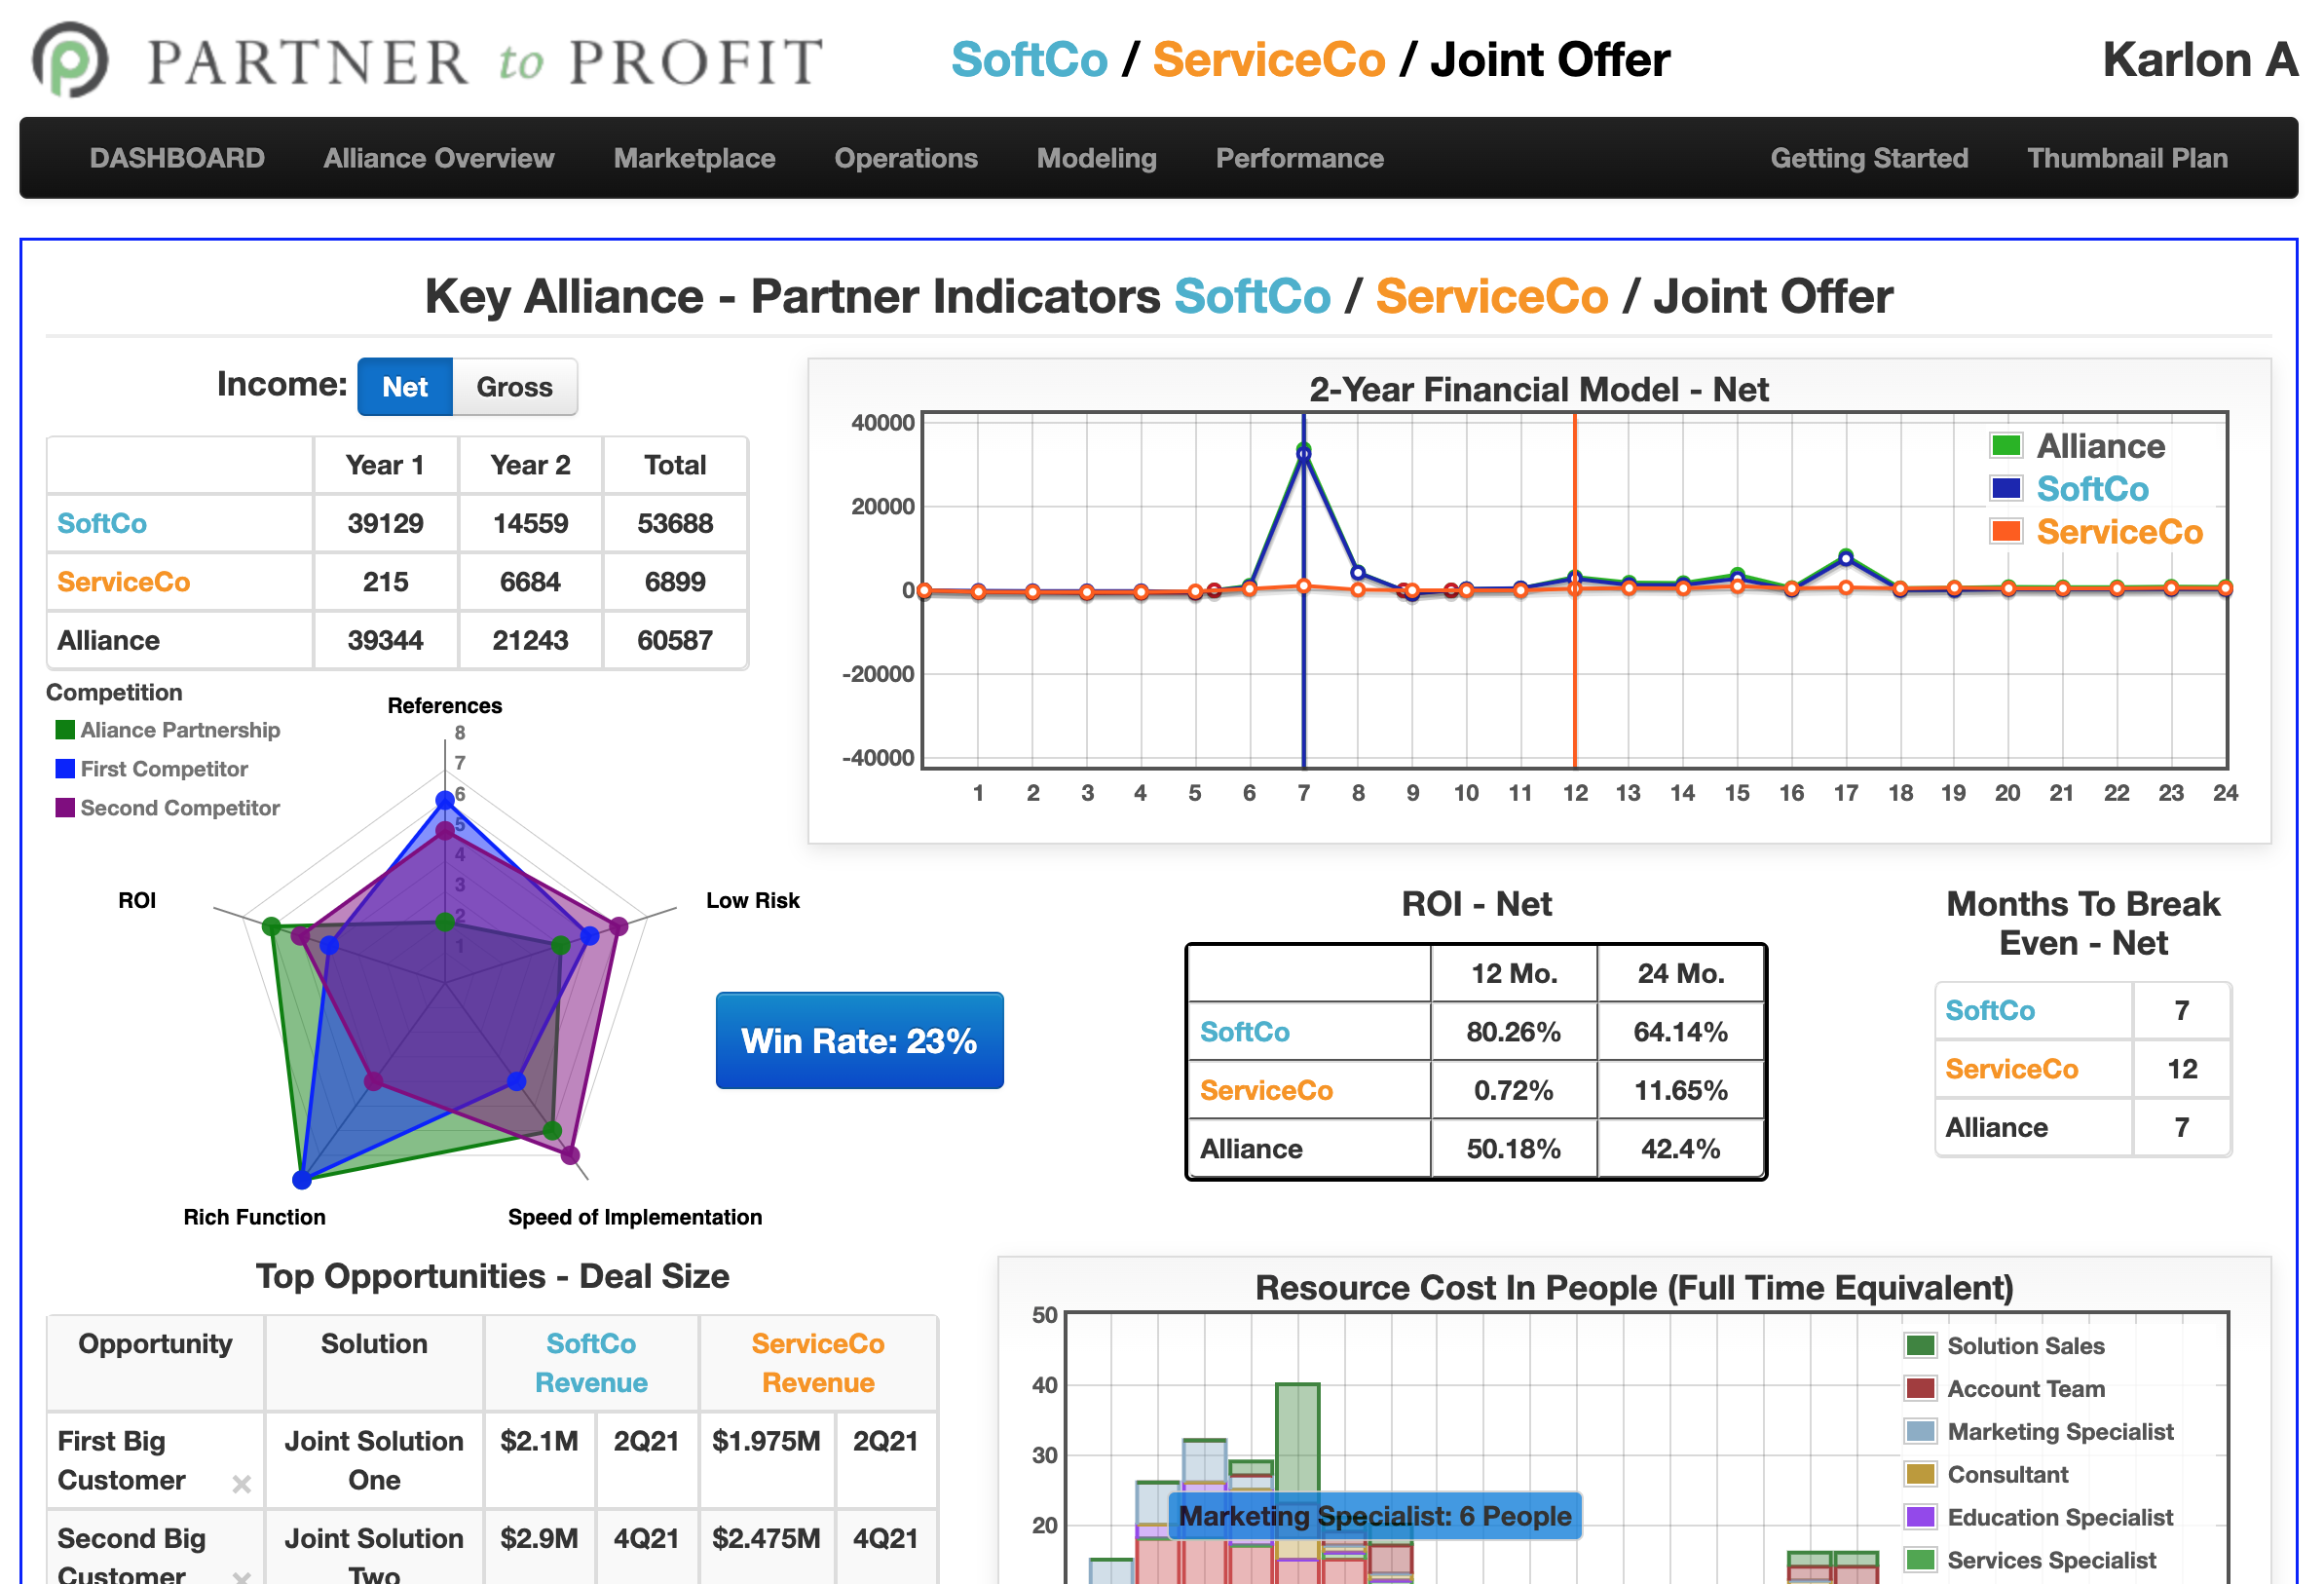 PARTNER to PROFIT
SoftCo / ServiceCo / Joint Offer
Karlon A
DASHBOARD Alliance Overview Marketplace Operations Modeling Performance Getting Started Thumbnail Plan
Key Alliance - Partner Indicators SoftCo / ServiceCo / Joint Offer
Income: Net Gross
Year 1 Year 2 Total
SoftCo 39129 14559 53688
ServiceCo 215 6684 6899
Alliance 39344 21243 60587
2-Year Financial Model - Net
40000
20000
0
-20000
-40000
1 2 3 4 5 6 7 8 9 10 11 12 13 14 15 16 17 18 19 20 21 22 23 24
Alliance
SoftCo
ServiceCo
Competition
Aliance Partnership
First Competitor
Second Competitor
References
8
7
6
5
4
3
2
1
ROI
Low Risk
Rich Function
Speed of Implementation
Win Rate: 23%
ROI - Net
12 Mo. 24 Mo.
SoftCo 80.26% 64.14%
ServiceCo 0.72% 11.65%
Alliance 50.18% 42.4%
Months To Break
Even - Net
SoftCo 7
ServiceCo 12
Alliance 7
Top Opportunities - Deal Size
Opportunity Solution SoftCo Revenue ServiceCo Revenue
First Big Customer Joint Solution One $2.1M 2Q21 $1.975M 2Q21
Second Big Customer Joint Solution Two $2.9M 4Q21 $2.475M 4Q21
Resource Cost In People (Full Time Equivalent)
50
40
30
20
Solution Sales
Account Team
Marketing Specialist
Consultant
Education Specialist
Services Specialist
Marketing Specialist: 6 People